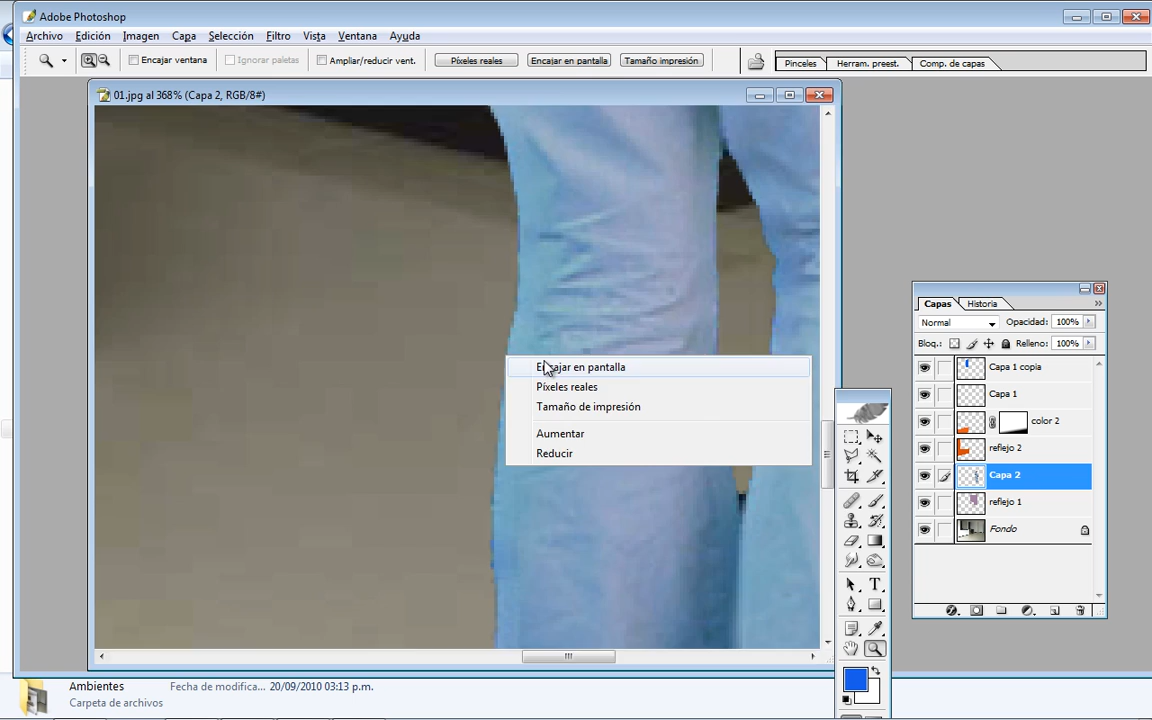 Adobe Photoshop
Archivo Edición Imagen Capa Selección Filtro Vista Ventana Ayuda
Encajar ventana Ignorar paletas Ampliar/reducir vent. Píxeles reales Encajar en pantalla Tamaño impresión Pinceles Herram. preest. Comp. de capas
01.jpg al 368% (Capa 2, RGB/8#)
Capas Historia
Normal Opacidad: 100%
Bloq.: Relleno: 100%
Capa 1 copia
Capa 1
color 2
reflejo 2
Capa 2
reflejo 1
Fondo
Encajar en pantalla
Píxeles reales
Tamaño de impresión
Aumentar
Reducir
T
Ambientes Fecha de modifica... 20/09/2010 03:13 p.m.
Carpeta de archivos